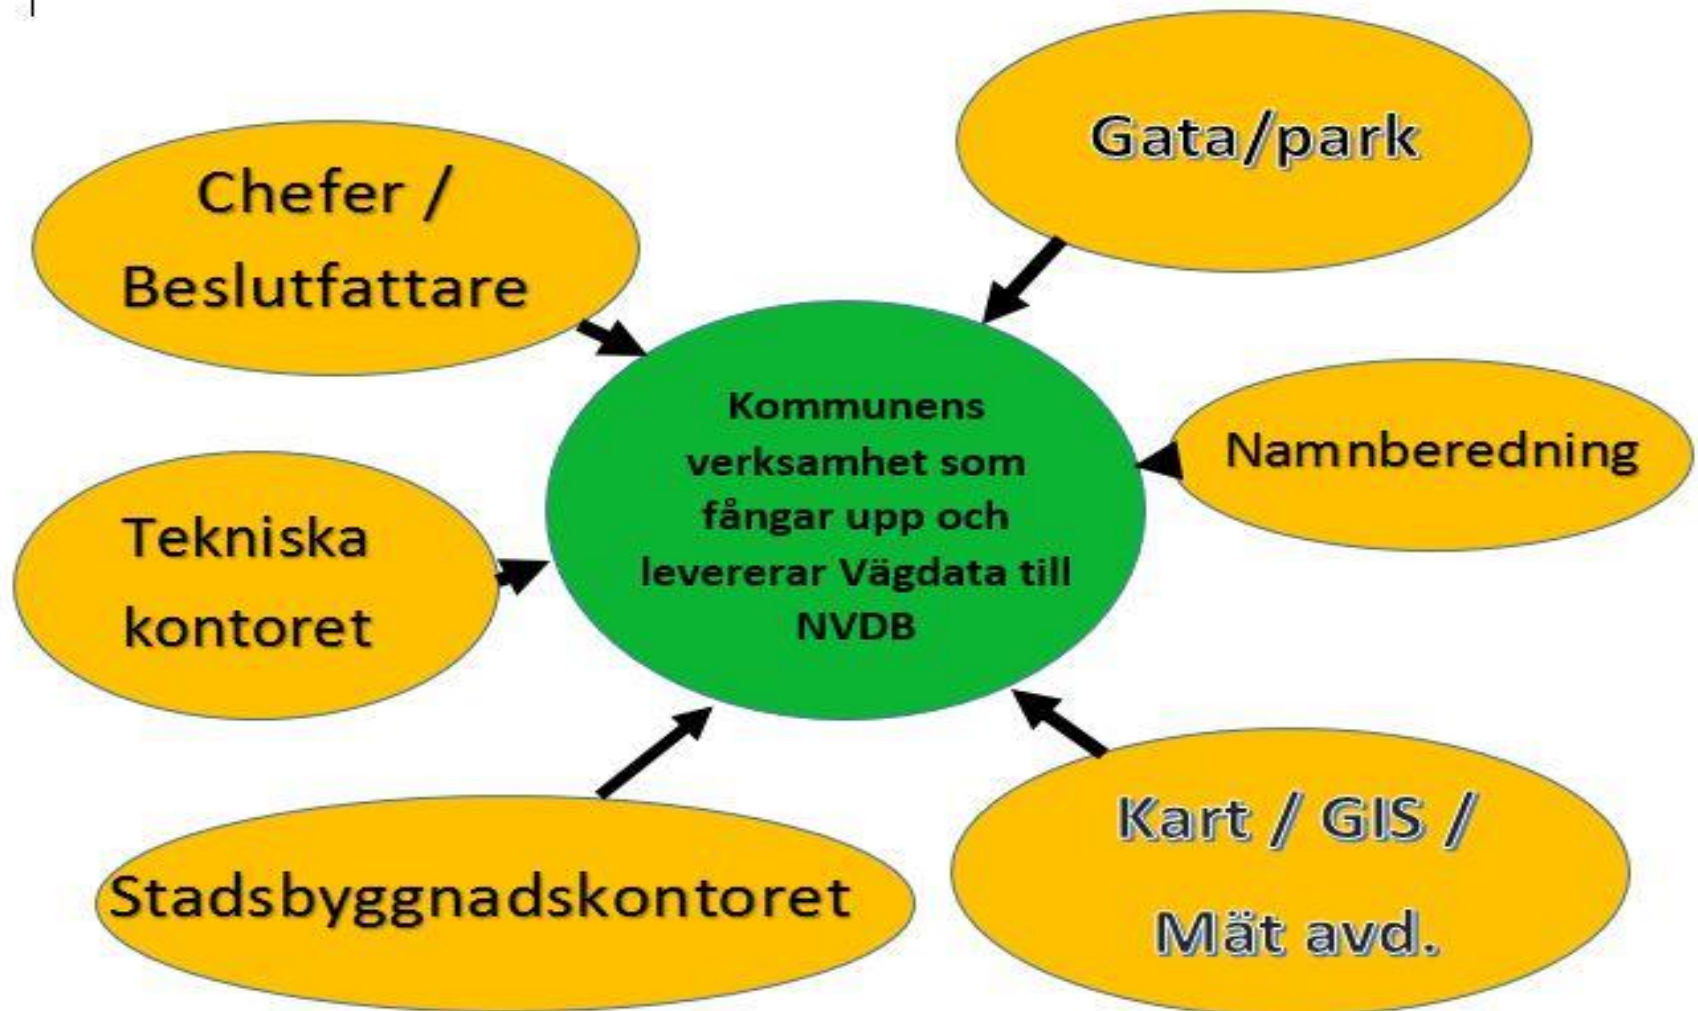 Chefer /
Beslutfattare
Gata/park
Kommunens
verksamhet som
fångar upp och
levererar Vägdata till
NVDB
Namnberedning
Tekniska
kontoret
Stadsbyggnadskontoret
Kart / GIS /
Mät avd.